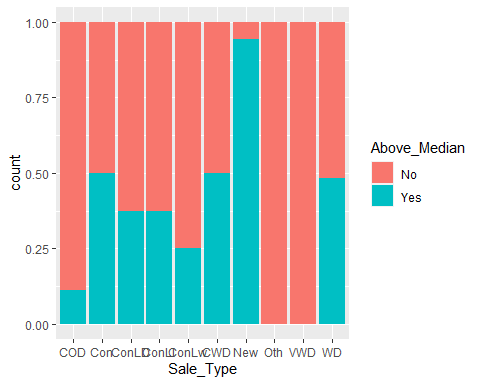 1.00
0.75
0.50
0.25
0.00
count
COD Con ConLD ConLI ConLw CWD New Oth VWD WD
Sale_Type
Above_Median
No
Yes